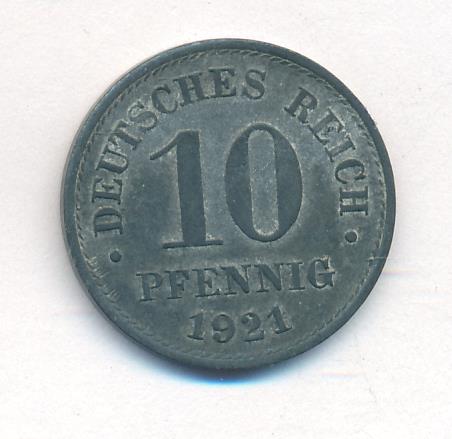 DEUTSCHES REICH
10
PFENNIG
1921